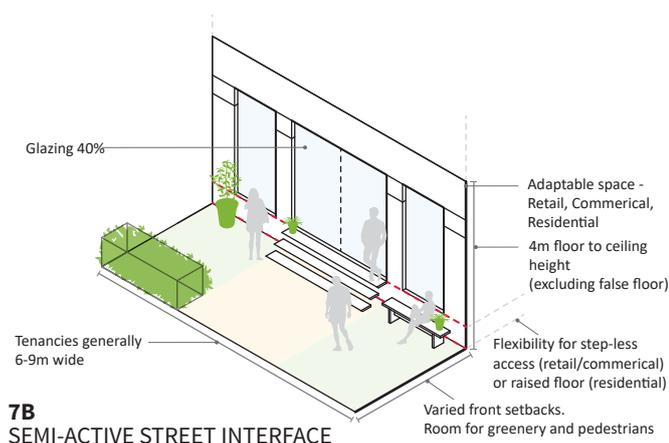 Glazing 40%
Adaptable space -
Retail, Commerical,
Residential
4m floor to ceiling
height
(excluding false floor)
Tenancies generally
6-9m wide
Flexibility for step-less
access (retail/commercial)
or raised floor (residential)
Varied front setbacks.
Room for greenery and pedestrians
7B
SEMI-ACTIVE STREET INTERFACE